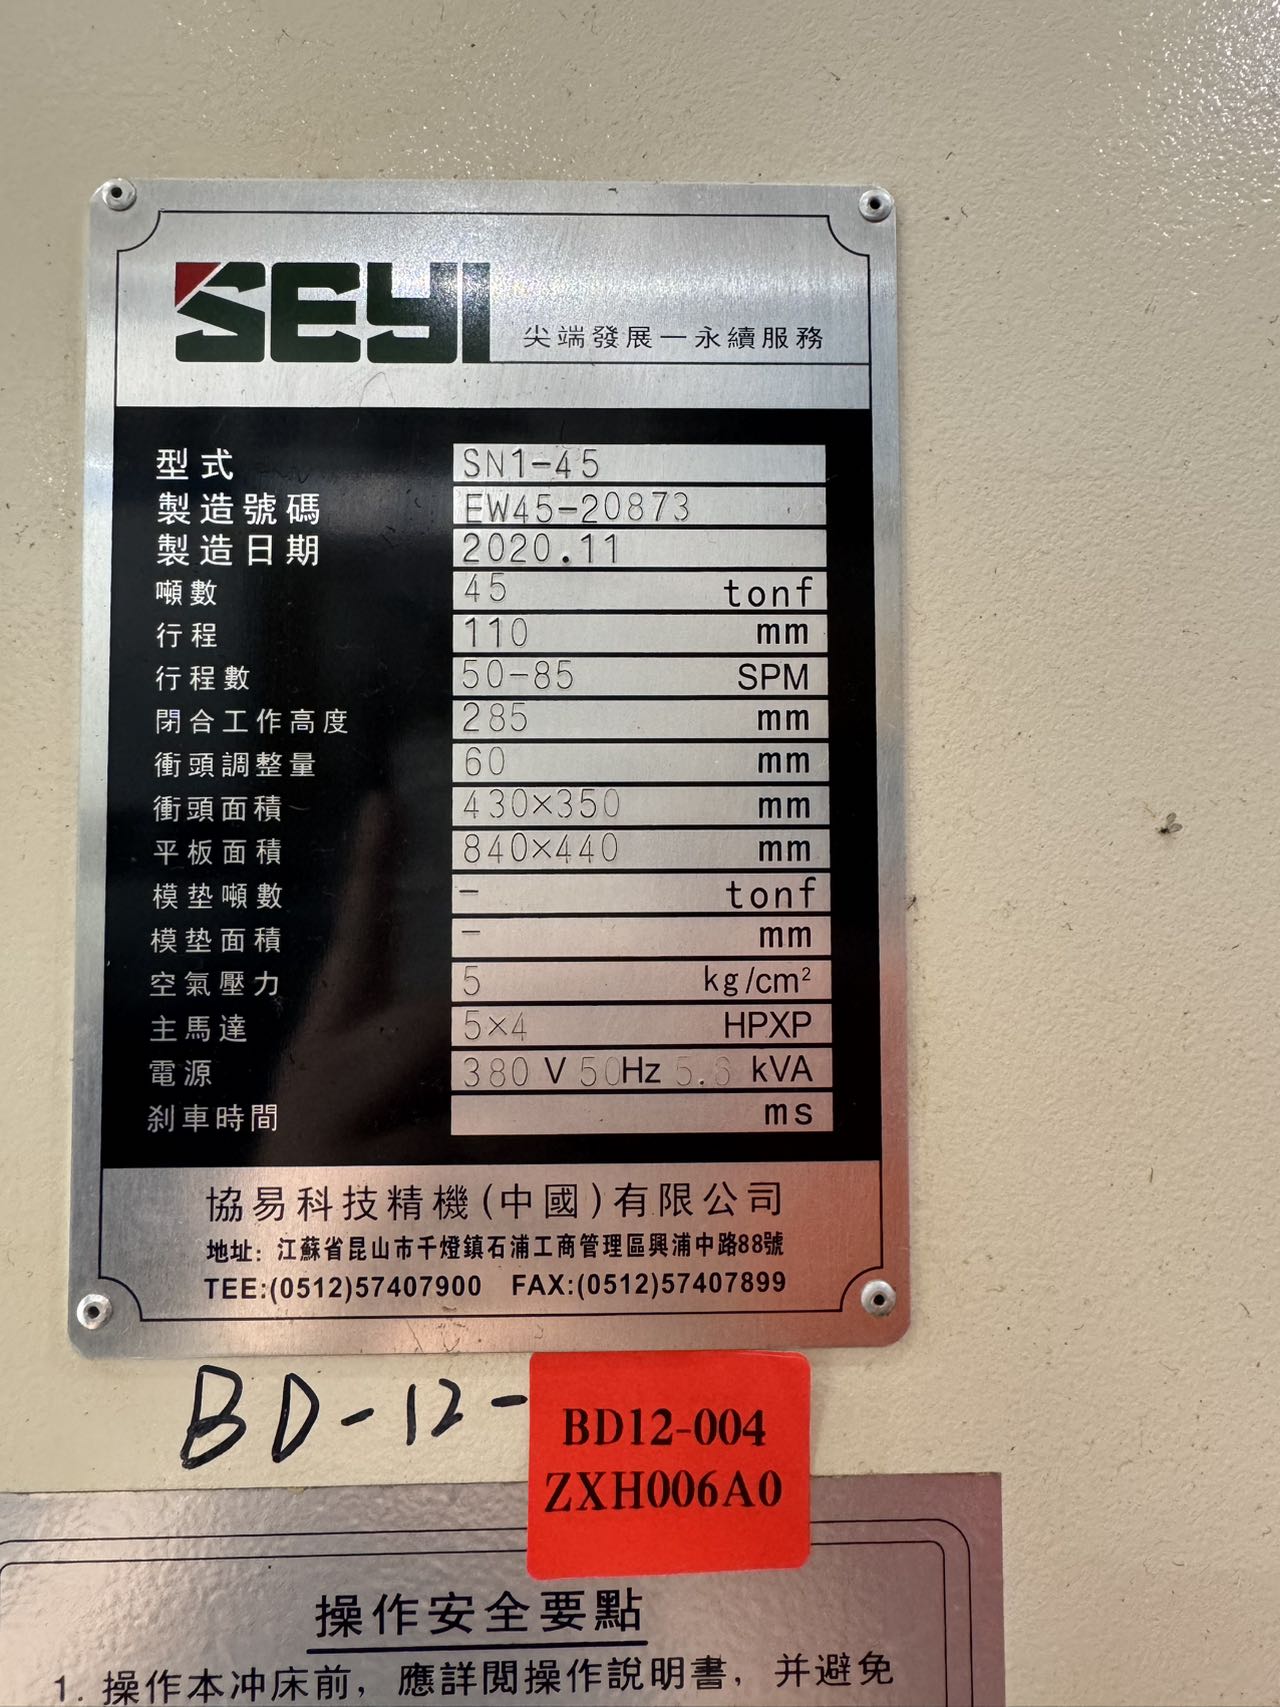 SEYI 尖端發展一永續服務
型式 SN1-45
製造號碼 EW45-20873
製造日期 2020.11
噸數 45 tonf
行程 110 mm
行程數 50-85 SPM
閉合工作高度 285 mm
衝頭調整量 60 mm
衝頭面積 430×350 mm
平板面積 840×440 mm
模墊噸數 - tonf
模墊面積 - mm
空氣壓力 5 kg/cm²
主馬達 5×4 HPXP
電源 380 V 50Hz 5.6 kVA
刹車時間 ms
協易科技精機(中國)有限公司
地址：江蘇省昆山市千燈鎮石浦工商管理區興浦中路88號
TEE:(0512)57407900 FAX:(0512)57407899
BD-12-
BD12-004
ZXH006A0
操作安全要點
1. 操作本冲床前，應詳閲操作說明書，并避免